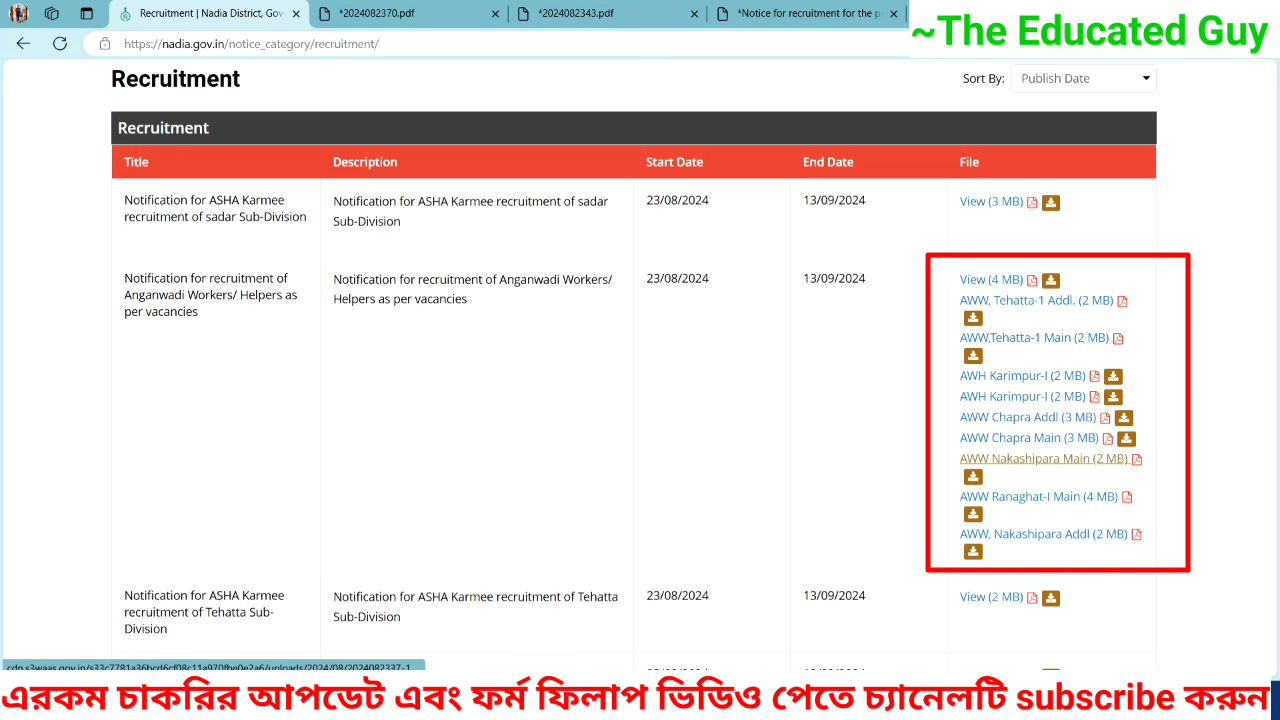 Recruitment | Nadia District, Gov
*2024082370.pdf
*2024082343.pdf
*Notice for recruitment for the p
~The Educated Guy
https://nadia.gov.in/notice_category/recruitment/
Recruitment
Sort By: Publish Date
Recruitment
Title Description Start Date End Date File
Notification for ASHA Karmee
recruitment of sadar Sub-Division
Notification for ASHA Karmee recruitment of sadar
Sub-Division
23/08/2024
13/09/2024
View (3 MB)
Notification for recruitment of
Anganwadi Workers/ Helpers as
per vacancies
Notification for recruitment of Anganwadi Workers/
Helpers as per vacancies
23/08/2024
13/09/2024
View (4 MB)
AWW, Tehatta-1 Addl. (2 MB)
AWW,Tehatta-1 Main (2 MB)
AWH Karimpur-I (2 MB)
AWH Karimpur-I (2 MB)
AWW Chapra Addl (3 MB)
AWW Chapra Main (3 MB)
AWW Nakashipara Main (2 MB)
AWW Ranaghat-I Main (4 MB)
AWW, Nakashipara Addl (2 MB)
Notification for ASHA Karmee
recruitment of Tehatta Sub-
Division
Notification for ASHA Karmee recruitment of Tehatta
Sub-Division
23/08/2024
13/09/2024
View (2 MB)
এরকম চাকরির আপডেট এবং ফর্ম ফিলাপ ভিডিও পেতে চ্যানেলটি subscribe করুন